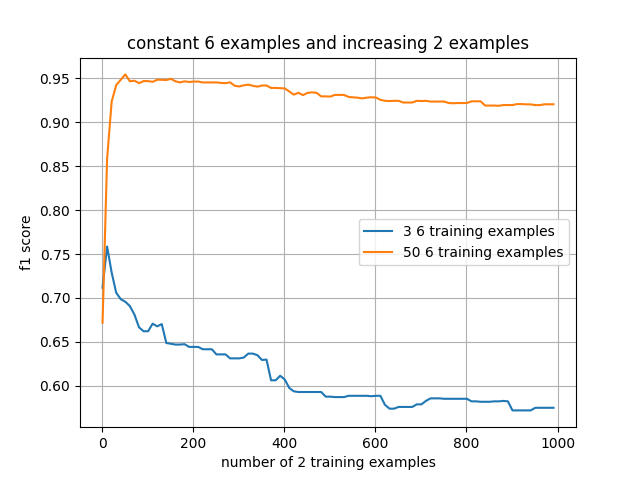 constant 6 examples and increasing 2 examples
0.95
0.90
0.85
0.80
0.75
0.70
0.65
0.60
f1 score
3 6 training examples
50 6 training examples
0 200 400 600 800 1000
number of 2 training examples